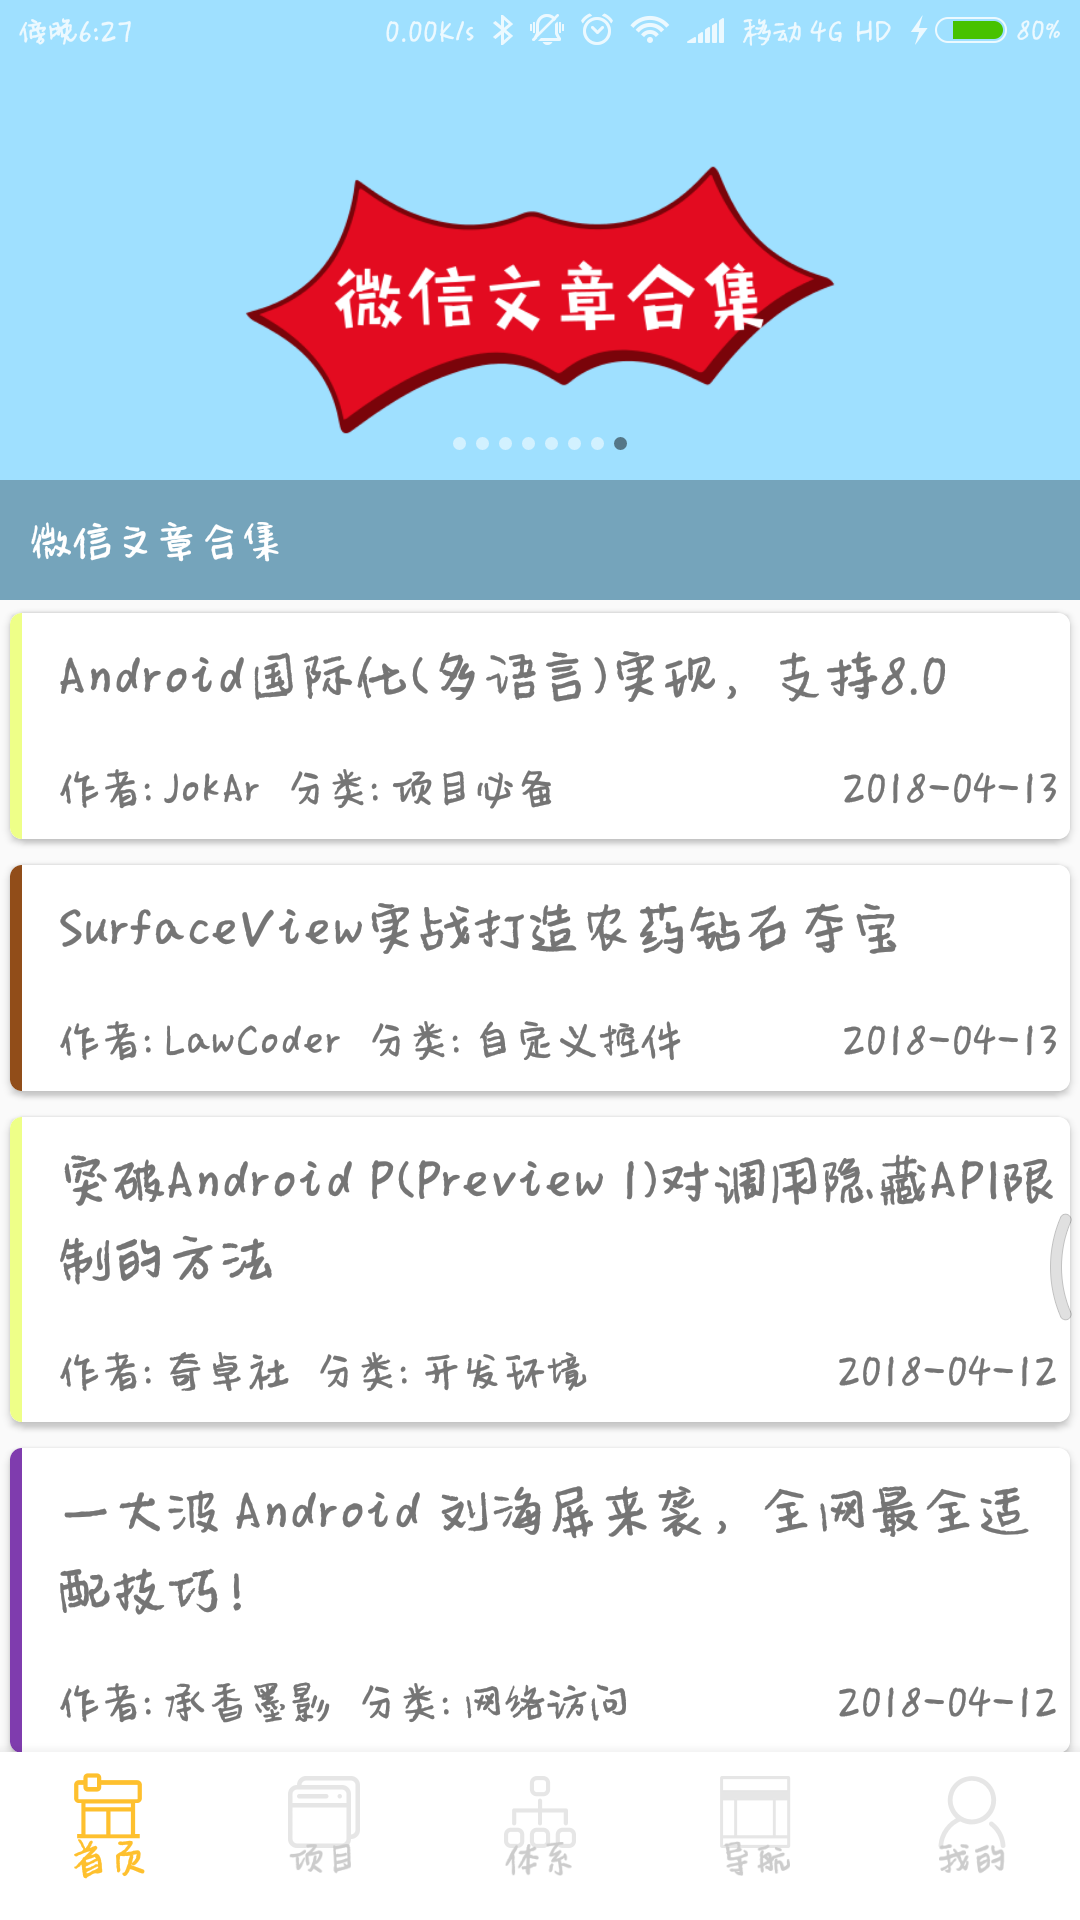 傍晚6:27 0.00K/s 移动 4G HD 80%
微信文章合集
微信文章合集
Android国际化(多语言)实现，支持8.0
作者: JokAr 分类: 项目必备 2018-04-13
SurfaceView实战打造农药钻石夺宝
作者: LawCoder 分类: 自定义控件 2018-04-13
突破Android P(Preview 1)对调用隐藏API限
制的方法
作者: 奇卓社 分类: 开发环境 2018-04-12
一大波 Android 刘海屏来袭，全网最全适
配技巧!
作者: 承香墨影 分类: 网络访问 2018-04-12
首页 项目 体系 导航 我的